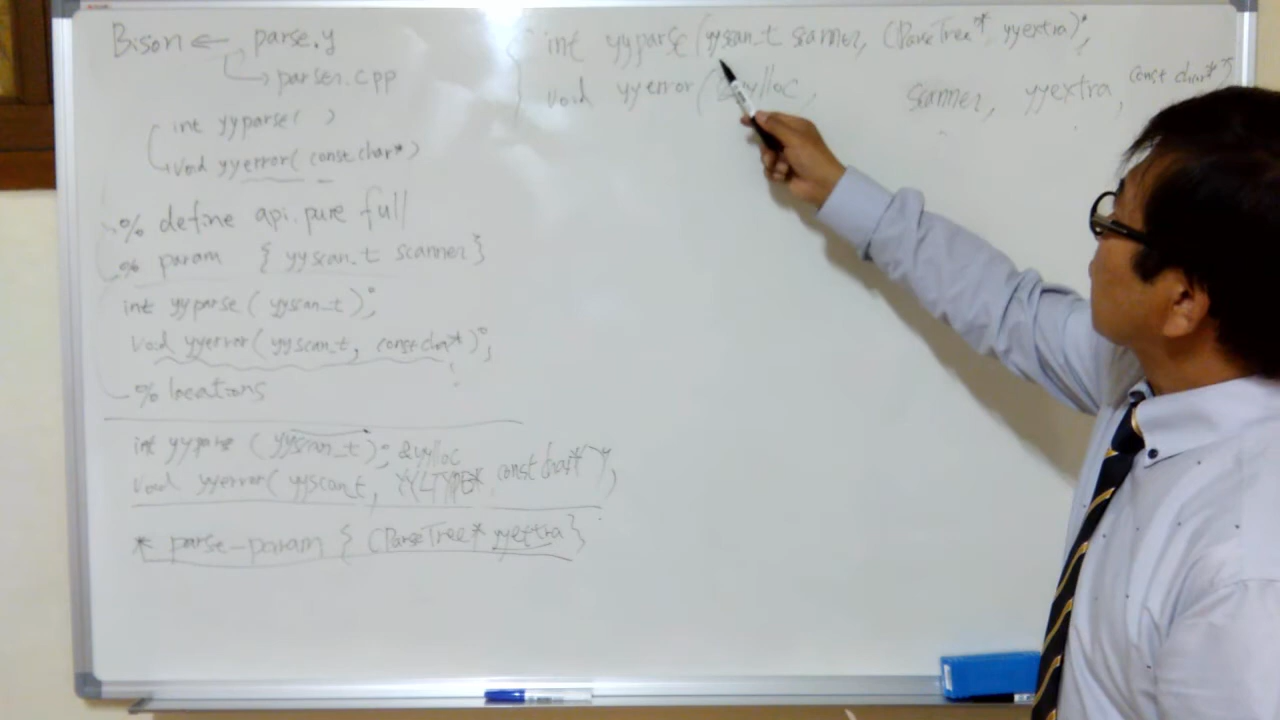 Bison ← parse.y
→ parser.cpp
int yyparse( )
void yyerror( const char*)
% define api.pure full
% param { yyscan_t scanner}
int yyparse ( yyscan_t );
void yyerror( yyscan_t, const char*);
% locations
int yyparse ( yyscan_t ); &yylloc
void yyerror( yyscan_t, YYLTYPE* const char* );
* parse-param { CParseTree* yyextra}
int yyparse (yyscan_t scanner, CParseTree* yyextra);
void yyerror ( &yylloc, scanner, yyextra, const char*)